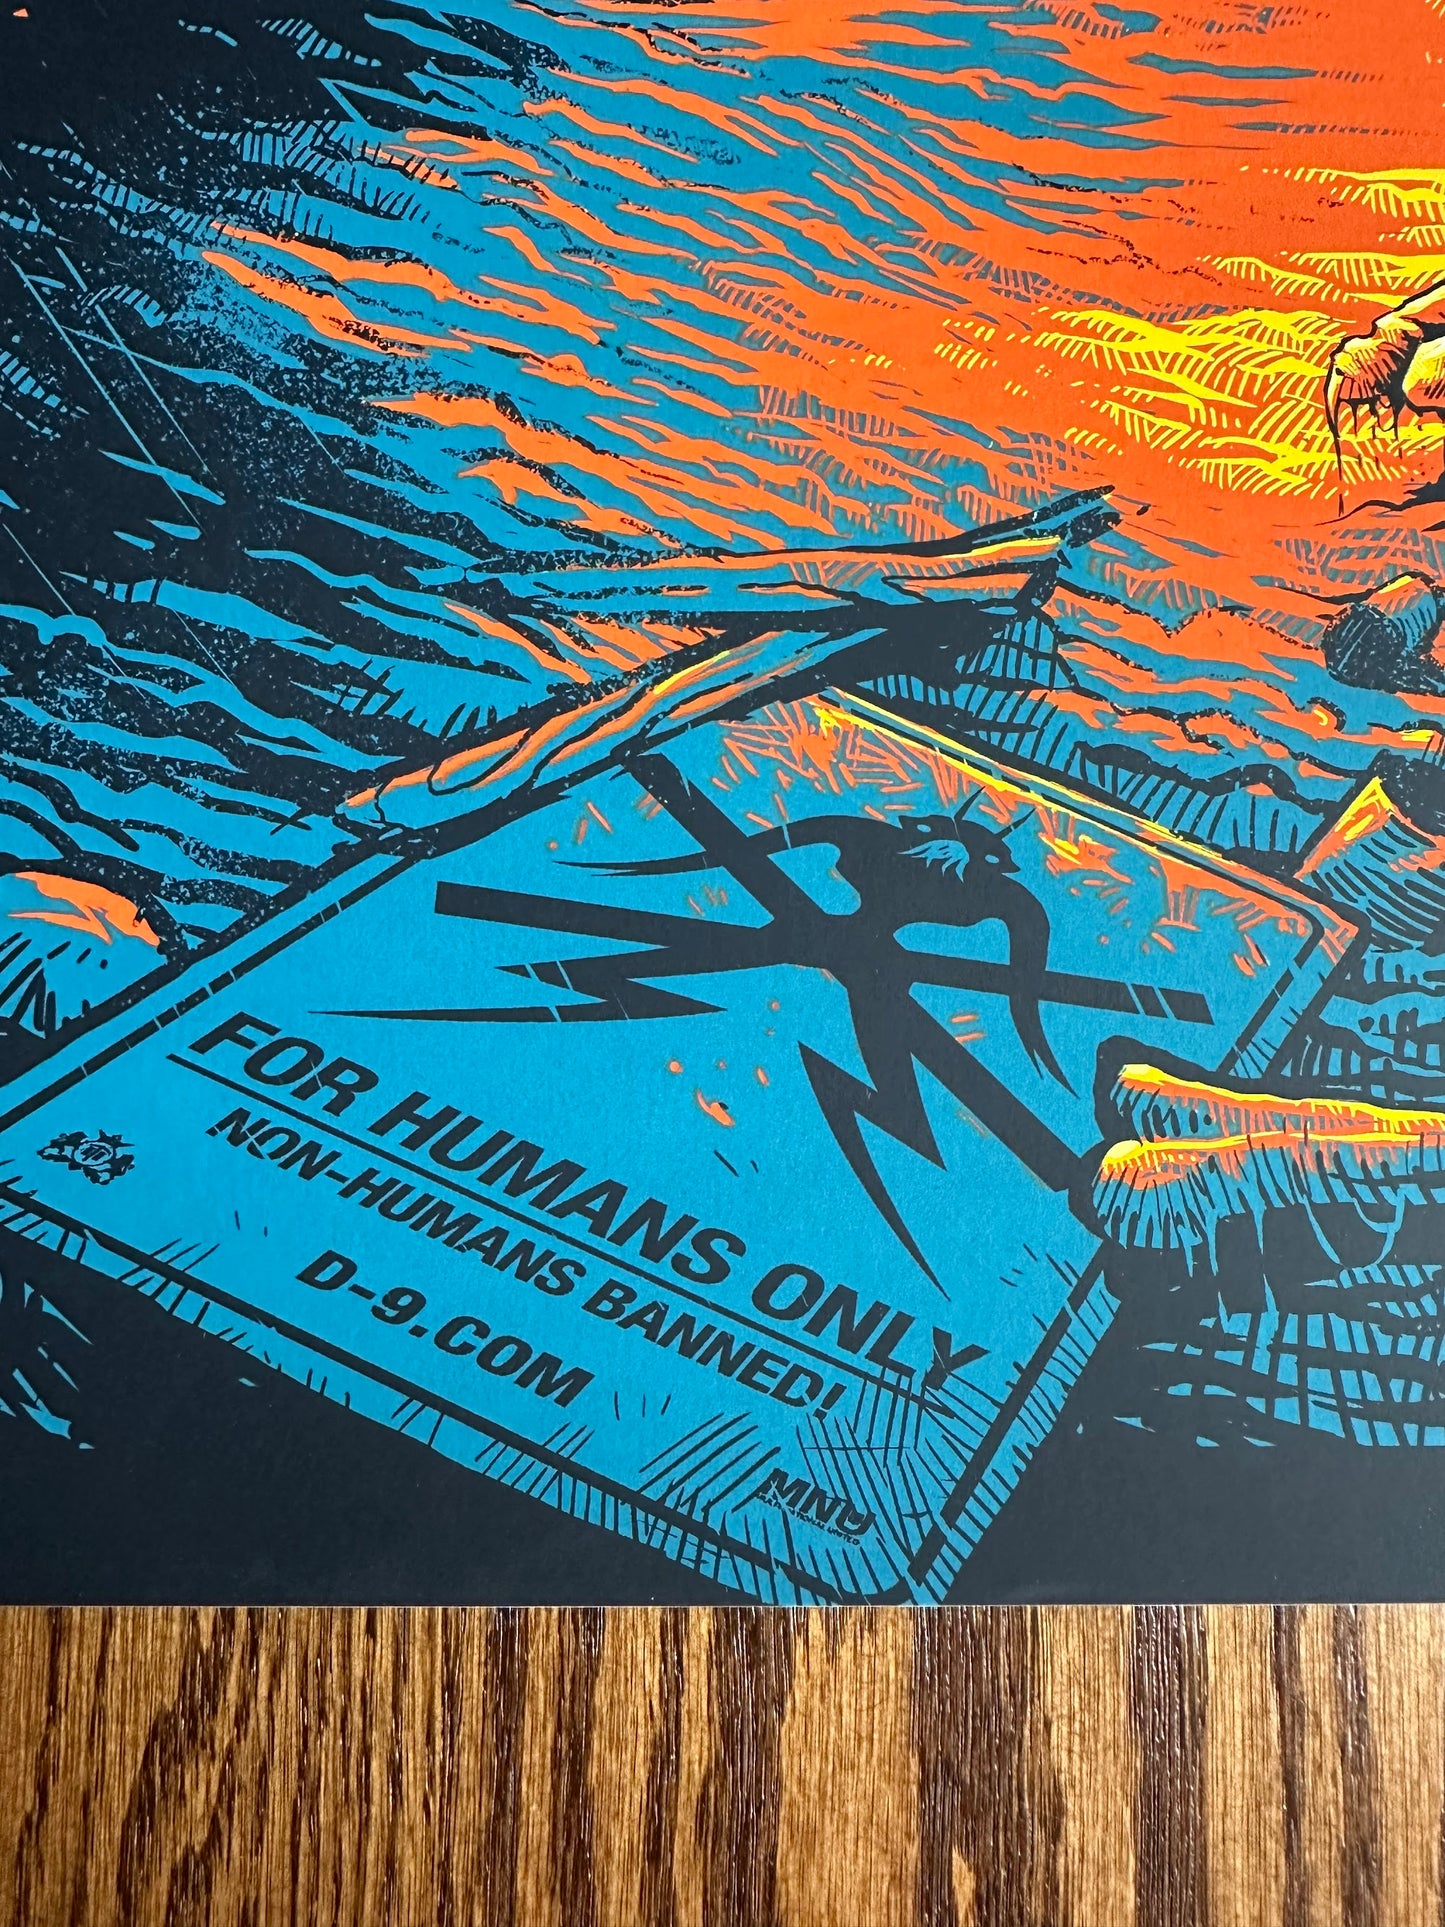 FOR HUMANS ONLY
NON-HUMANS BANNED!
D-9.COM
MNU